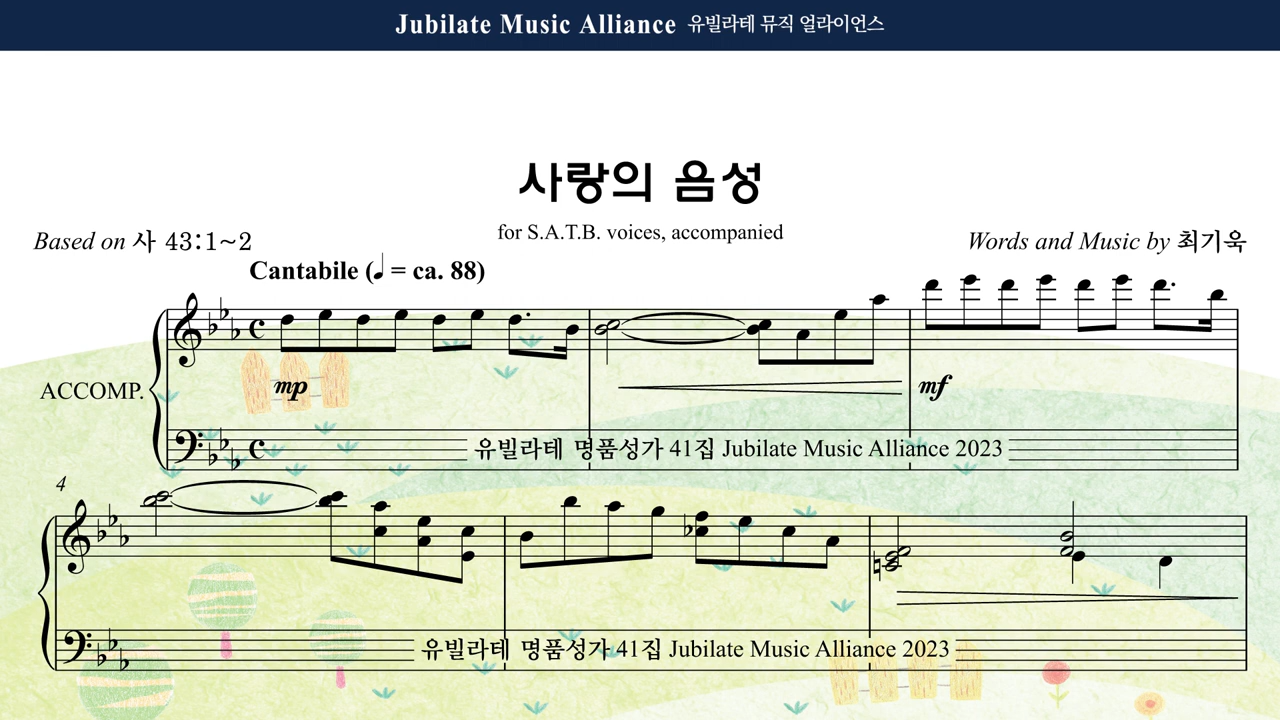 Jubilate Music Alliance 유빌라테 뮤직 얼라이언스
사랑의 음성
for S.A.T.B. voices, accompanied
Based on 사 43:1~2
Words and Music by 최기욱
Cantabile (♩ = ca. 88)
ACCOMP.
mp
mf
유빌라테 명품성가 41집 Jubilate Music Alliance 2023
4
유빌라테 명품성가 41집 Jubilate Music Alliance 2023